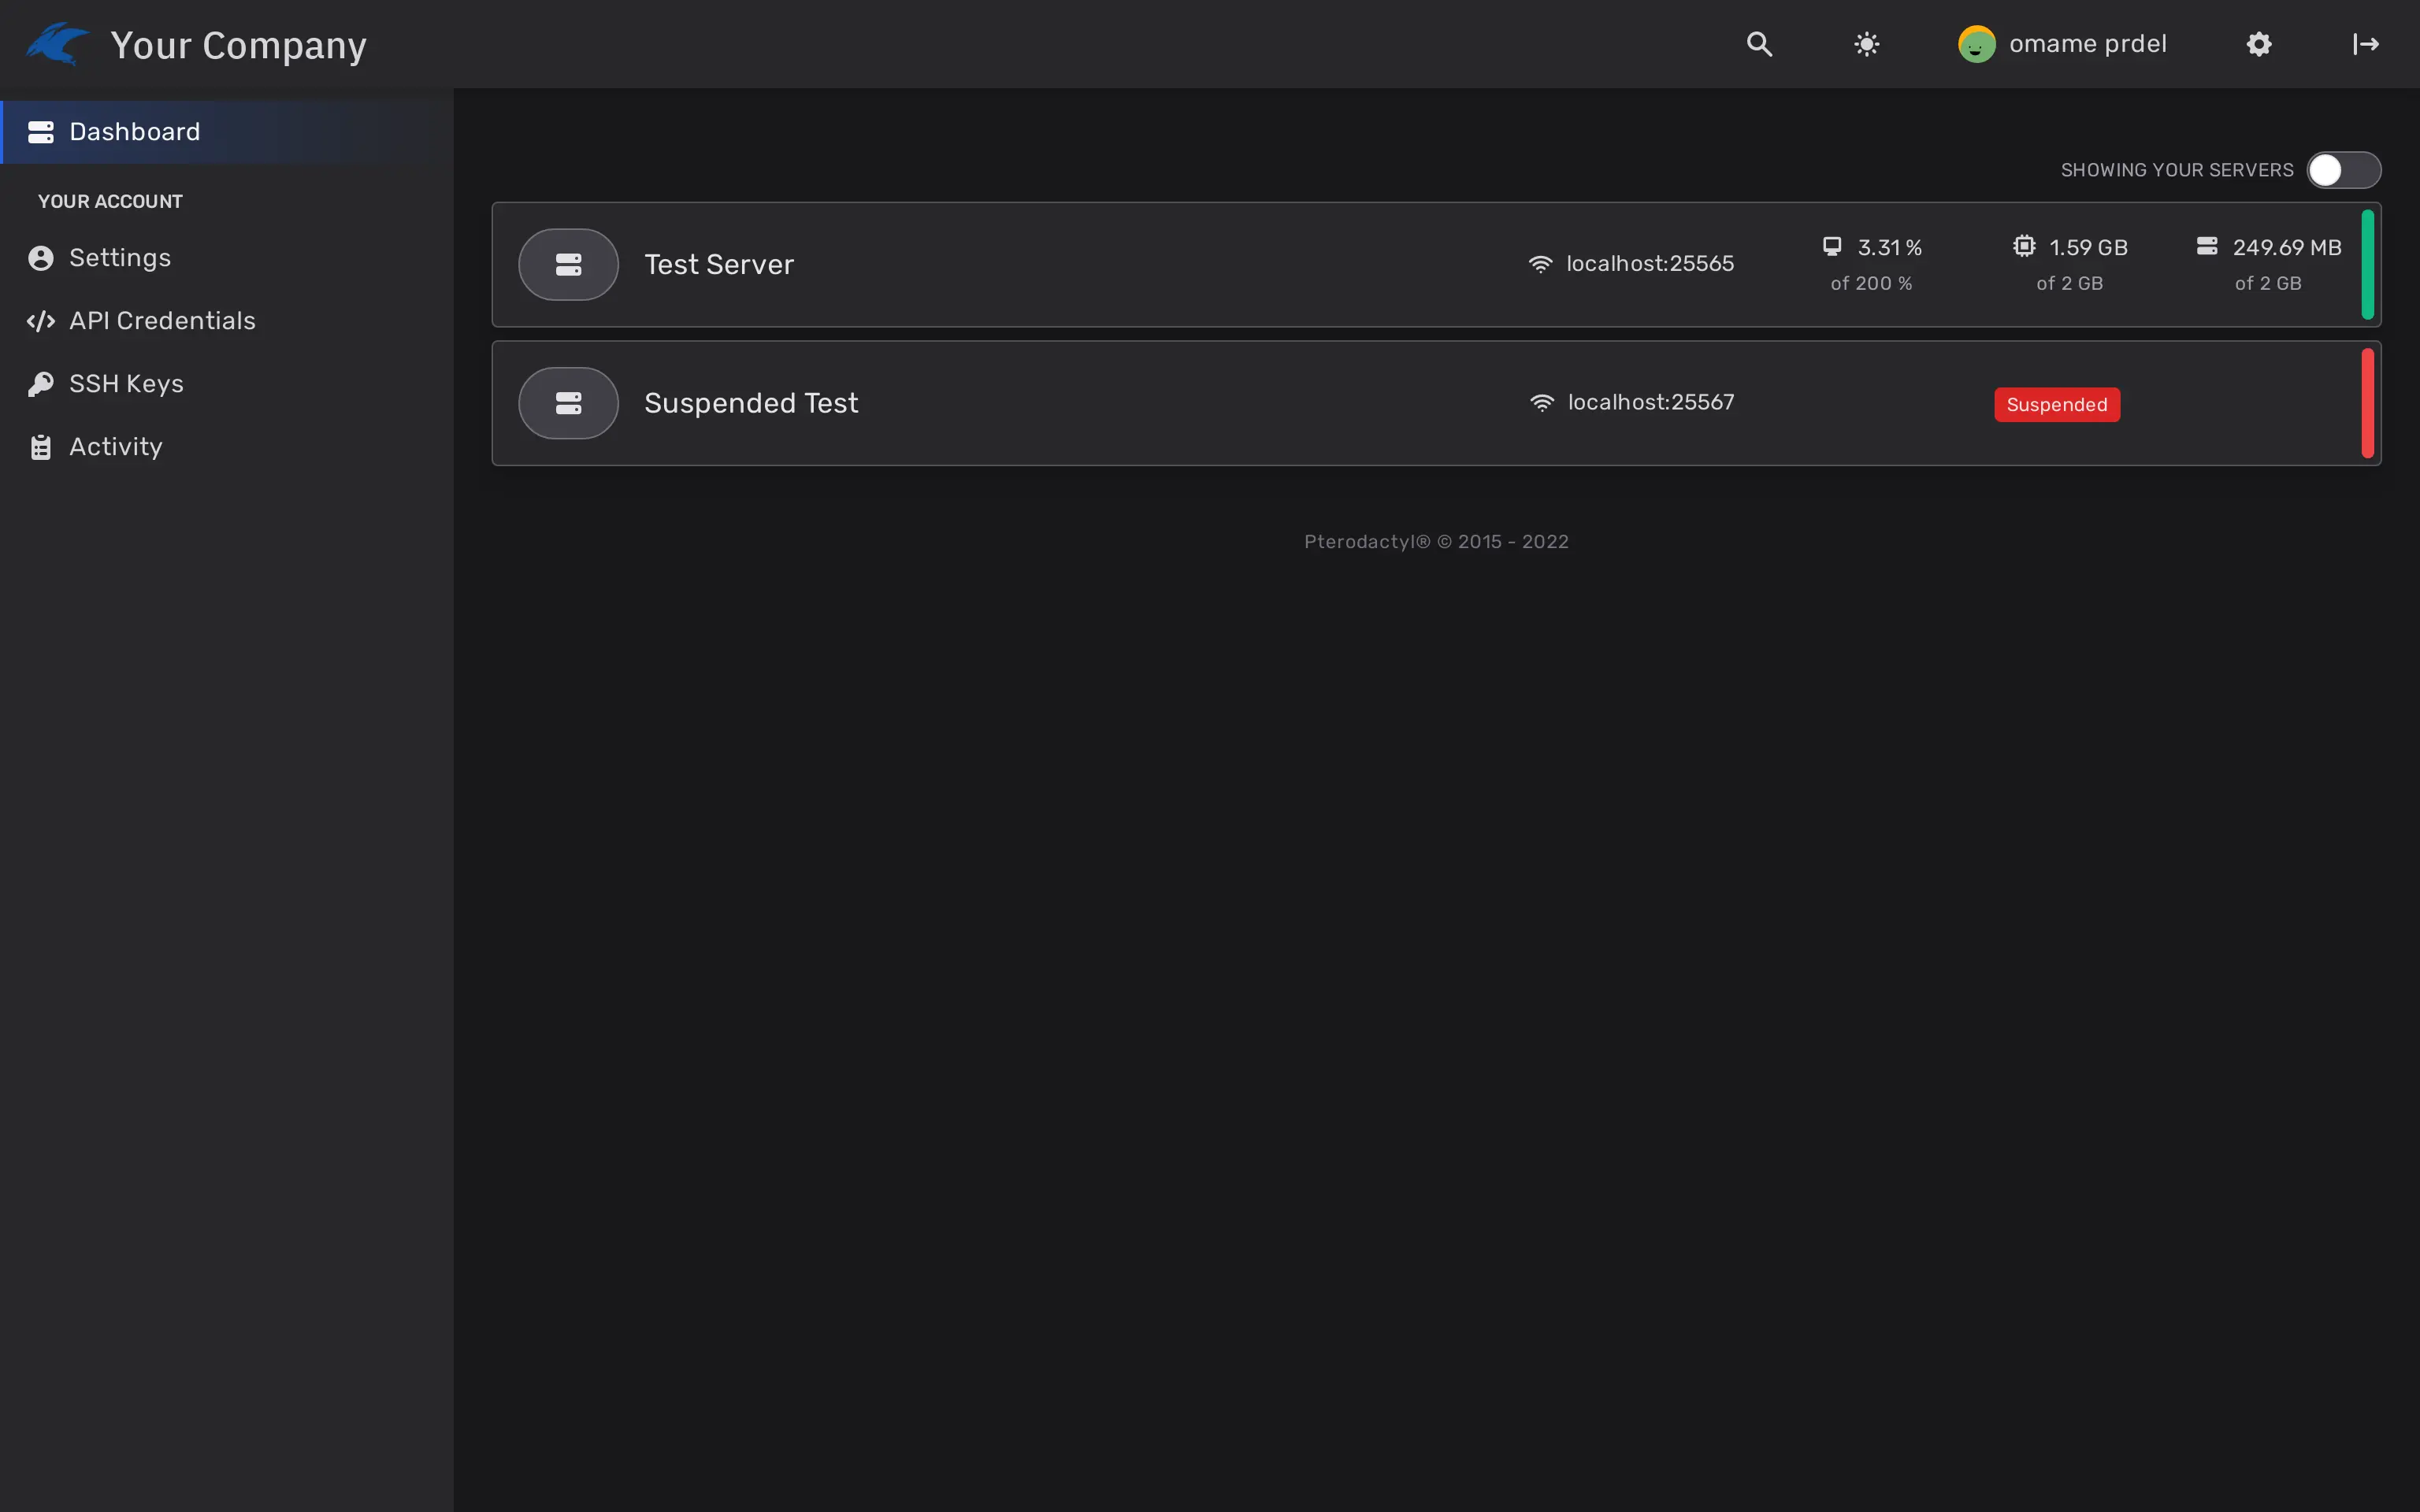 Your Company
omame prdel
Dashboard
YOUR ACCOUNT
Settings
API Credentials
SSH Keys
Activity
SHOWING YOUR SERVERS
Test Server
localhost:25565
3.31 %
of 200 %
1.59 GB
of 2 GB
249.69 MB
of 2 GB
Suspended Test
localhost:25567
Suspended
Pterodactyl® © 2015 - 2022